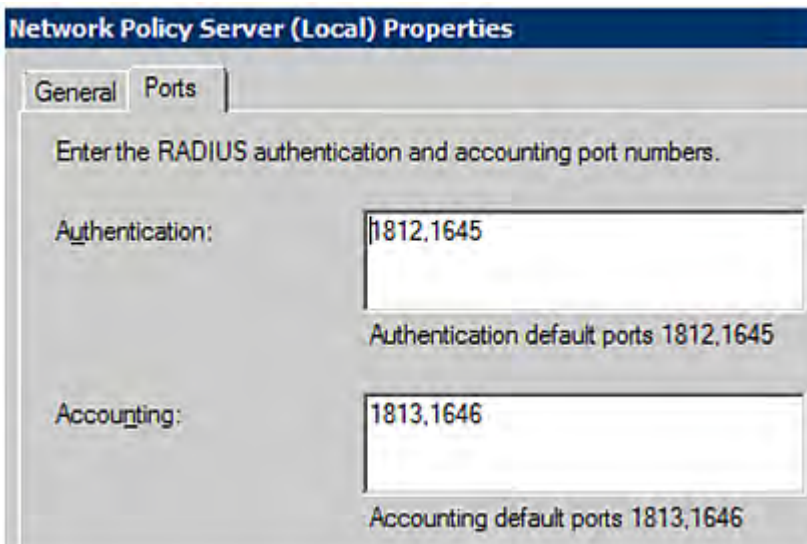 Network Policy Server (Local) Properties
General Ports
Enter the RADIUS authentication and accounting port numbers.
Authentication: 1812,1645
Authentication default ports 1812,1645
Accounting: 1813,1646
Accounting default ports 1813,1646